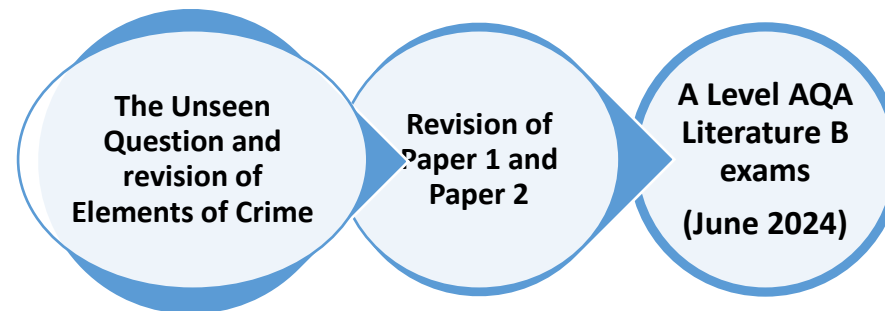 The Unseen
Question and
revision of
Elements of Crime
Revision of
Paper 1 and
Paper 2
A Level AQA
Literature B
exams
(June 2024)